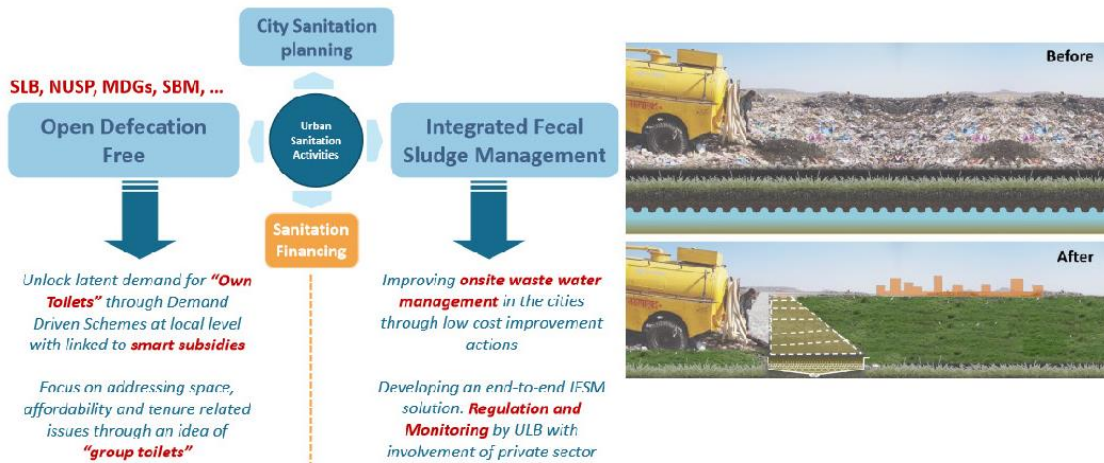 City Sanitation
planning
SLB, NUSP, MDGs, SBM, ...
Open Defecation
Free
Urban
Sanitation
Activities
Integrated Fecal
Sludge Management
Sanitation
Financing
Unlock latent demand for "Own
Toilets" through Demand
Driven Schemes at local level
with linked to smart subsidies
Focus on addressing space,
affordability and tenure related
issues through an idea of
"group toilets"
Improving onsite waste water
management in the cities
through low cost improvement
actions
Developing an end-to-end IFSM
solution. Regulation and
Monitoring by ULB with
involvement of private sector
Before
After